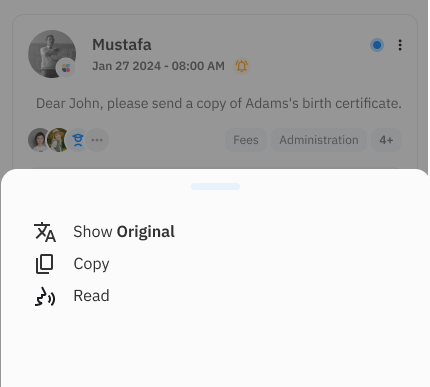 Mustafa
Jan 27 2024 - 08:00 AM
Dear John, please send a copy of Adams's birth certificate.
Fees Administration 4+
Show Original
Copy
Read